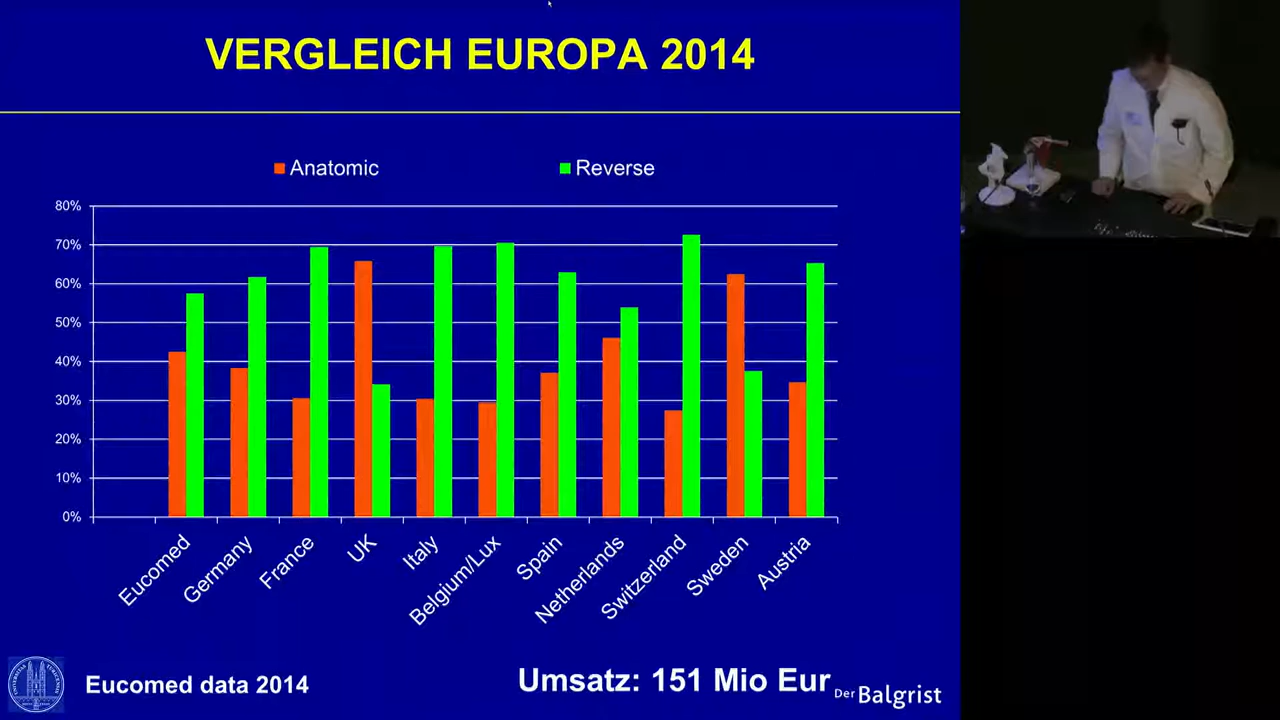 VERGLEICH EUROPA 2014
Anatomic
Reverse
80%
70%
60%
50%
40%
30%
20%
10%
0%
Eucomed
Germany
France
UK
Italy
Belgium/Lux
Spain
Netherlands
Switzerland
Sweden
Austria
Eucomed data 2014
Umsatz: 151 Mio Eur
Der Balgrist